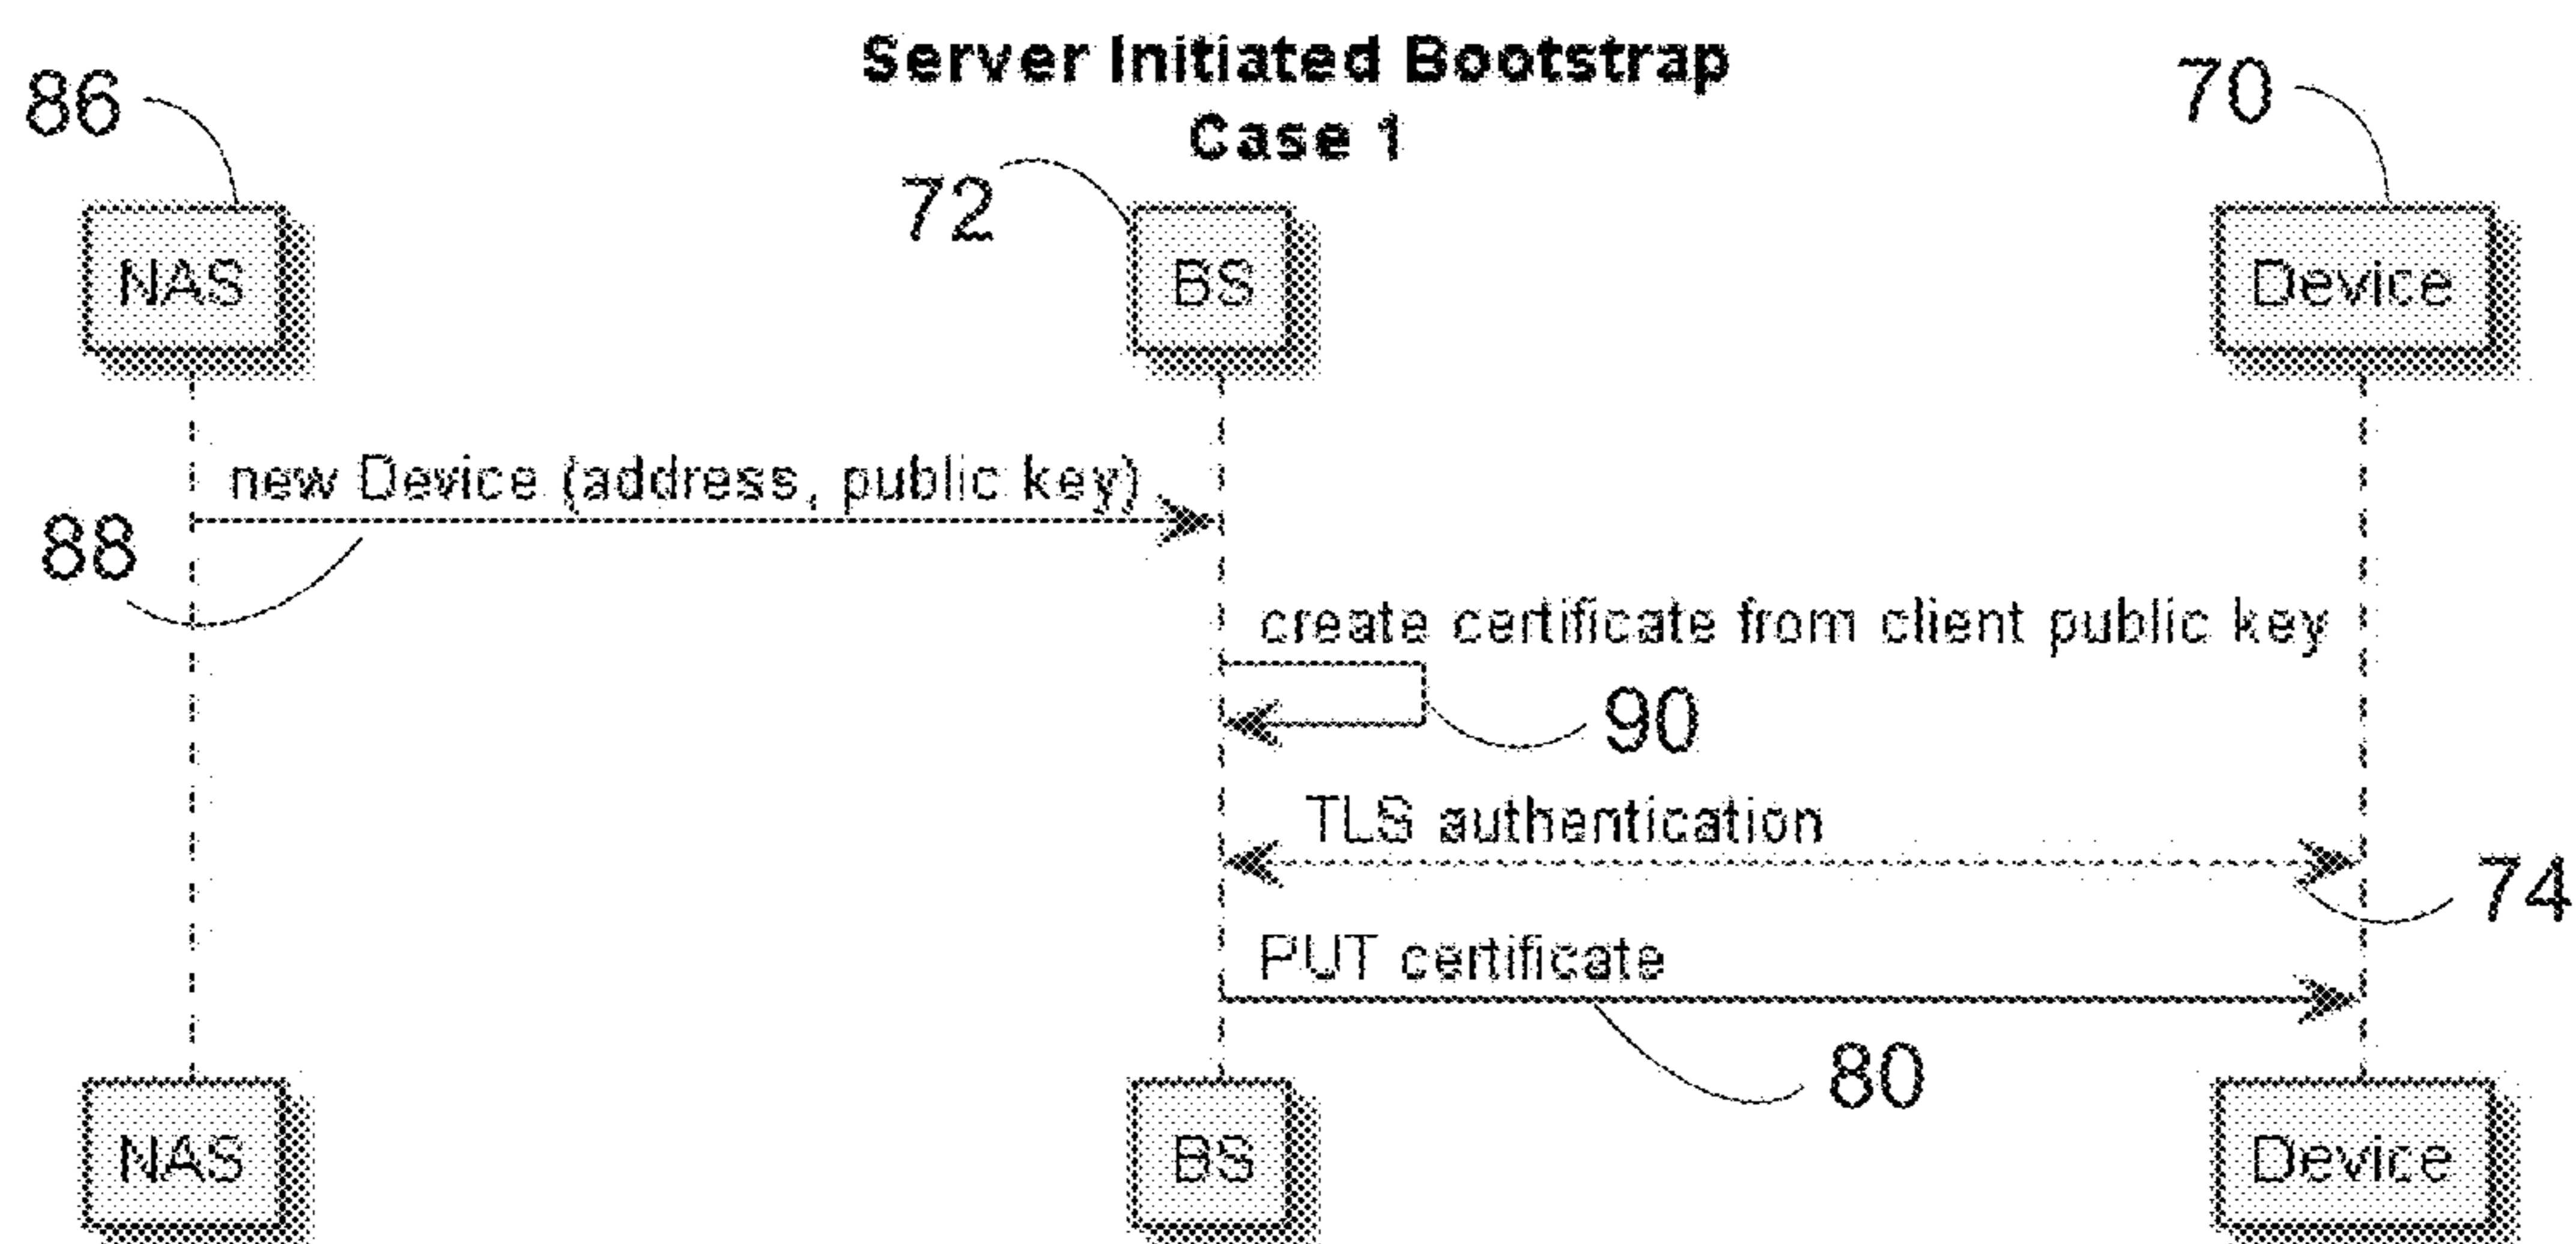 Server Initiated Bootstrap
Case 1
86
72
70
NAS
BS
Device
new Device (address, public key)
88
create certificate from client public key
90
TLS authentication
74
PUT certificate
80
NAS
BS
Device